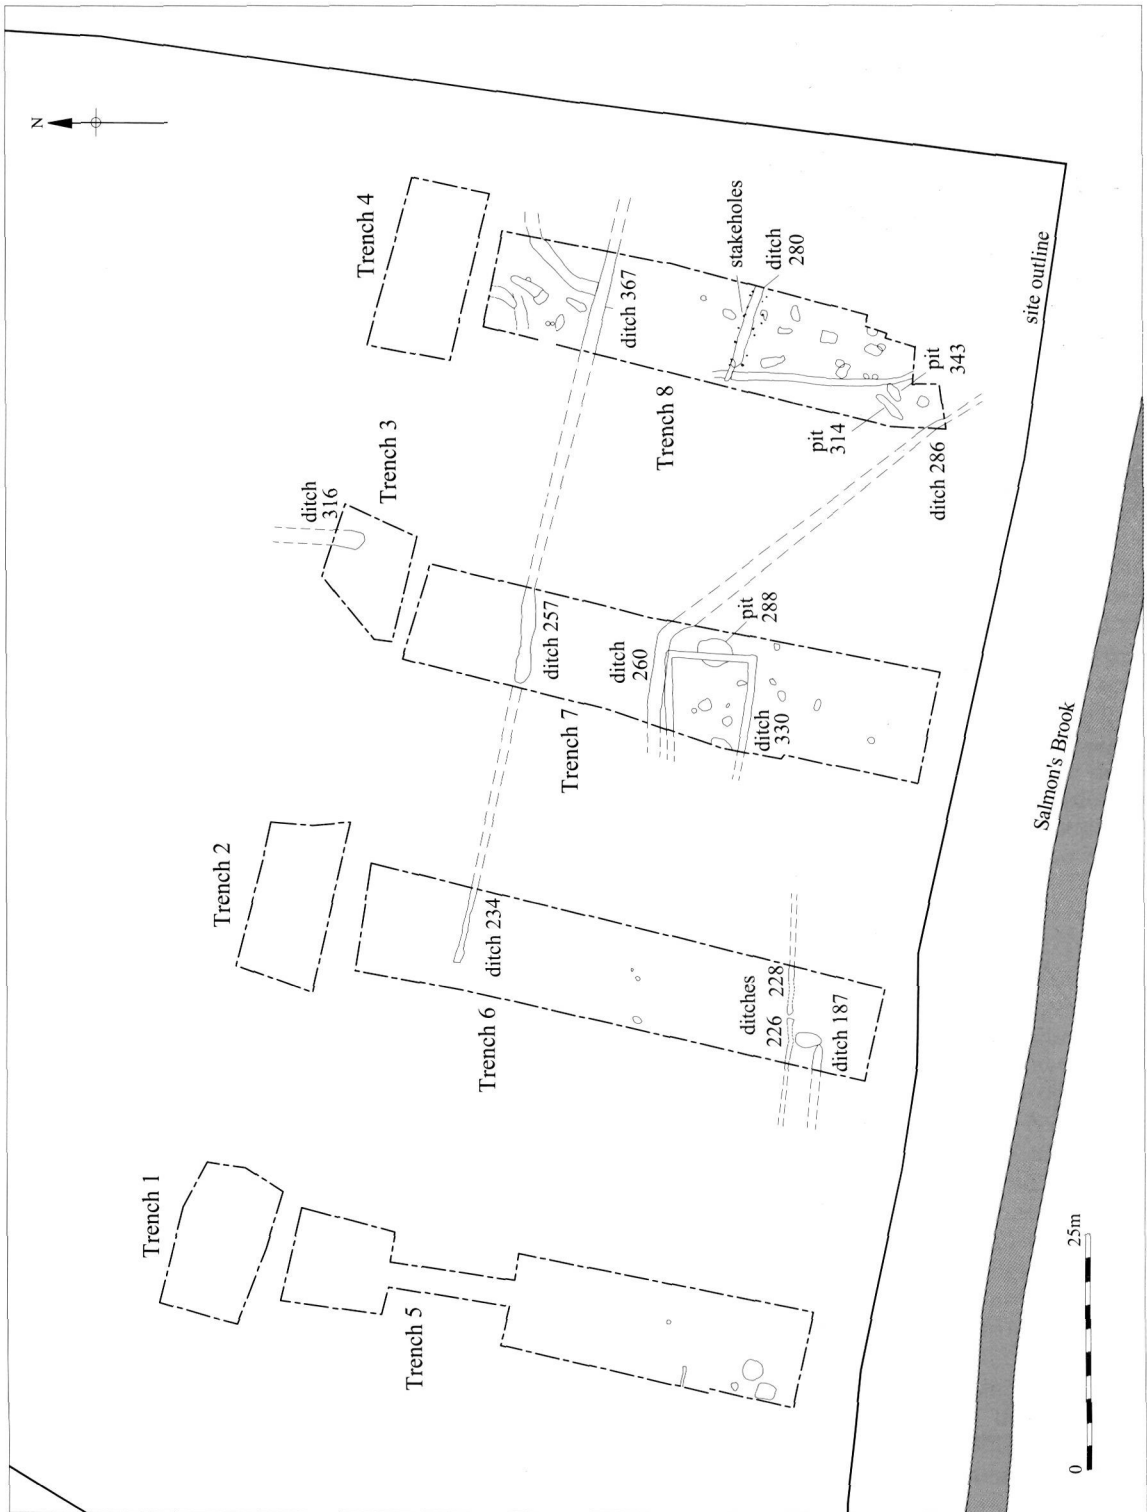 N
Trench 1
Trench 2
Trench 3
Trench 4
ditch
316
Trench 5
Trench 6
ditch 234
Trench 7
ditch 257
ditch 367
stakeholes
ditch
280
Trench 8
ditch
260
pit
288
ditch
330
pit
314
pit
343
ditch 286
ditches
226 228
ditch 187
site outline
Salmon's Brook
0 25m